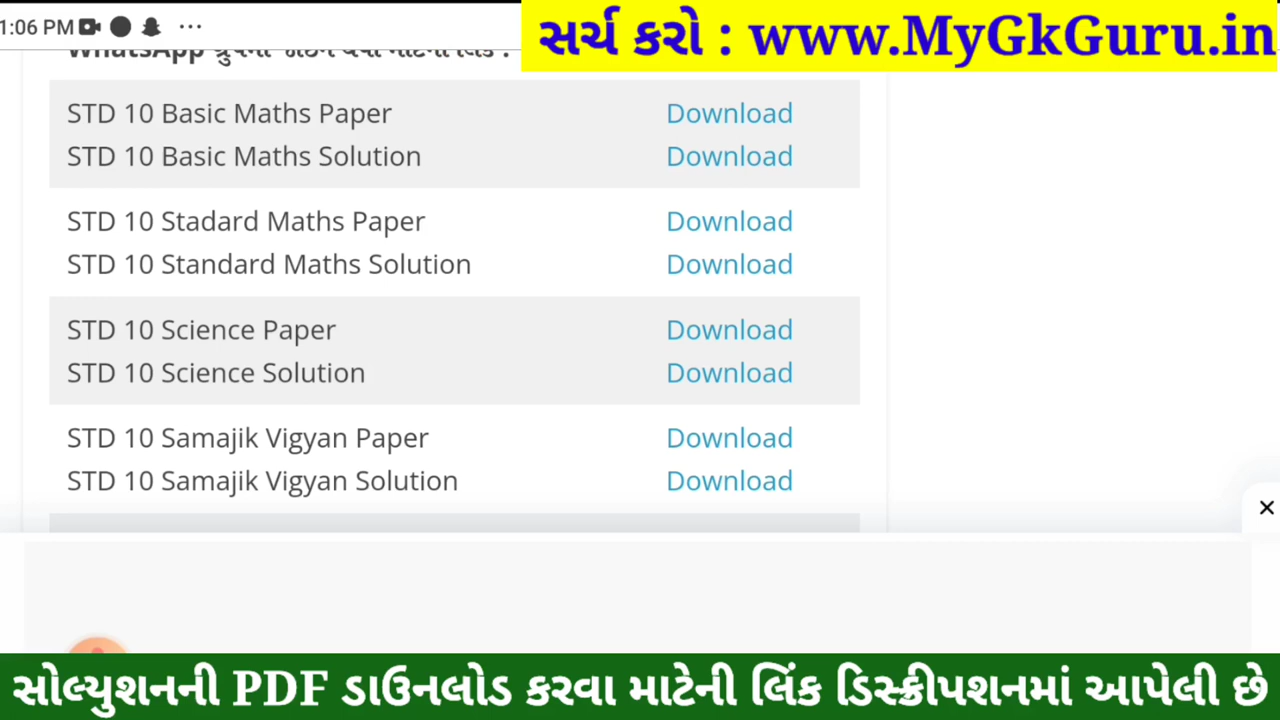 1:06 PM
સર્ચ કરો : www.MyGkGuru.in
WhatsApp
STD 10 Basic Maths Paper Download
STD 10 Basic Maths Solution Download
STD 10 Stadard Maths Paper Download
STD 10 Standard Maths Solution Download
STD 10 Science Paper Download
STD 10 Science Solution Download
STD 10 Samajik Vigyan Paper Download
STD 10 Samajik Vigyan Solution Download
સોલ્યુશનની PDF ડાઉનલોડ કરવા માટેની લિંક ડિસ્ક્રીપશનમાં આપેલી છે